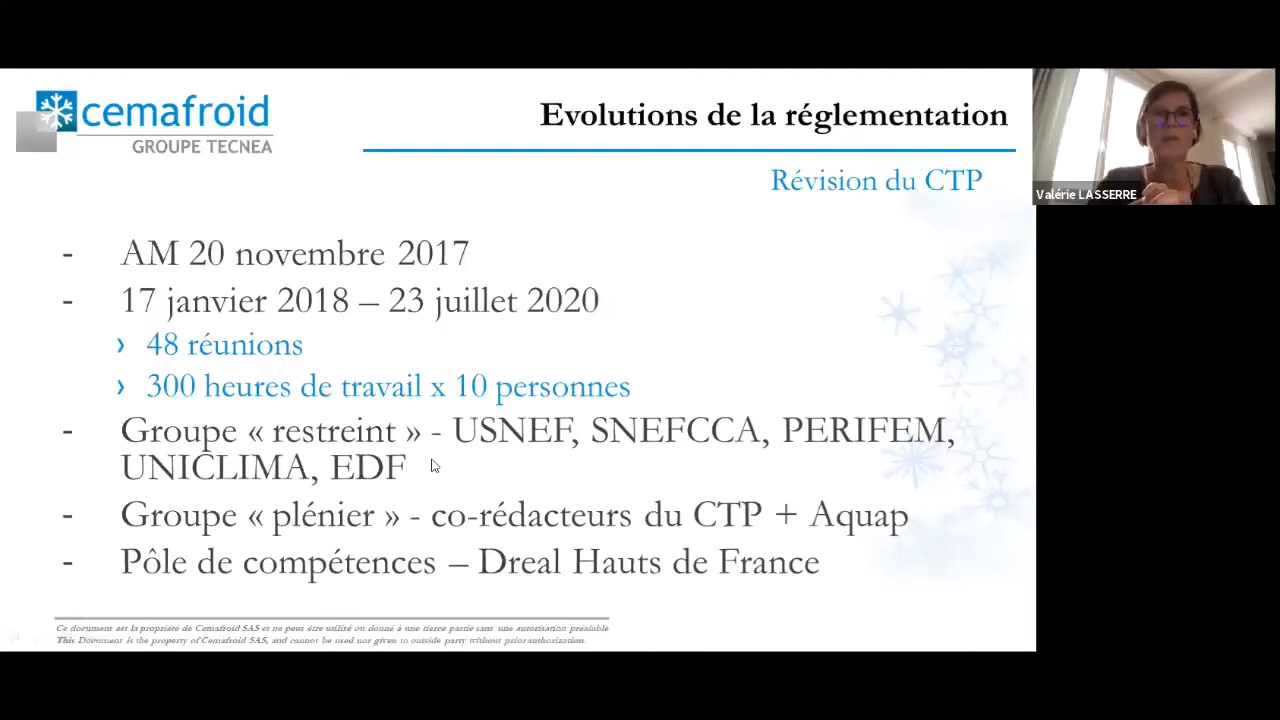 cemafroid
GROUPE TECNEA
Evolutions de la réglementation
Révision du CTP
Valérie LASSERRE
- AM 20 novembre 2017
- 17 janvier 2018 – 23 juillet 2020
› 48 réunions
› 300 heures de travail x 10 personnes
- Groupe « restreint » - USNEF, SNEFCCA, PERIFEM,
UNICLIMA, EDF
- Groupe « plénier » - co-rédacteurs du CTP + Aquap
- Pôle de compétences – Dreal Hauts de France
Ce document est la propriété de Cemafroid SAS et ne peut être utilisé ou donné à une tierce partie sans une autorisation préalable
This Document is the property of Cemafroid SAS, and cannot be used nor given to outside party without prior authorization.